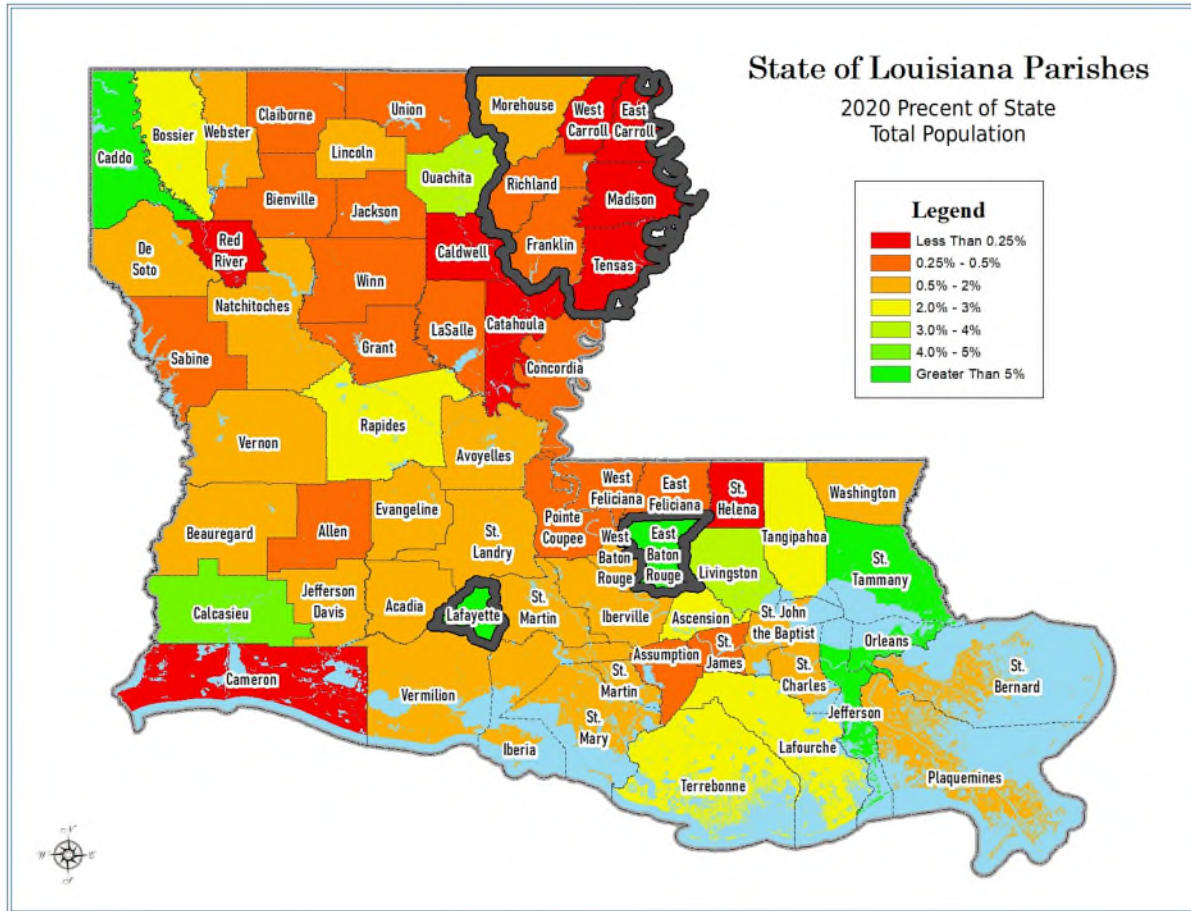 State of Louisiana Parishes
2020 Precent of State
Total Population
Legend
Less Than 0.25%
0.25% - 0.5%
0.5% - 2%
2.0% - 3%
3.0% - 4%
4.0% - 5%
Greater Than 5%
Caddo
Bossier
Webster
Claiborne
Union
Morehouse
West
Carroll
East
Carroll
Lincoln
Ouachita
Richland
Madison
Bienville
Jackson
Franklin
Tensas
De
Soto
Red
River
Caldwell
Winn
Natchitoches
LaSalle
Catahoula
Concordia
Sabine
Grant
Vernon
Rapides
Avoyelles
Beauregard
Allen
Evangeline
St.
Landry
Pointe
Coupee
West
Feliciana
East
Feliciana
St.
Helena
Tangipahoa
Washington
West
Baton
Rouge
East
Baton
Rouge
Livingston
St.
Tammany
Calcasieu
Jefferson
Davis
Acadia
Lafayette
St.
Martin
Iberville
Ascension
St. John
the Baptist
Orleans
St.
Bernard
Cameron
Vermilion
Iberia
St.
Martin
St.
Mary
Assumption
St.
James
St.
Charles
Jefferson
Lafourche
Terrebonne
Plaquemines
N
W
E
S